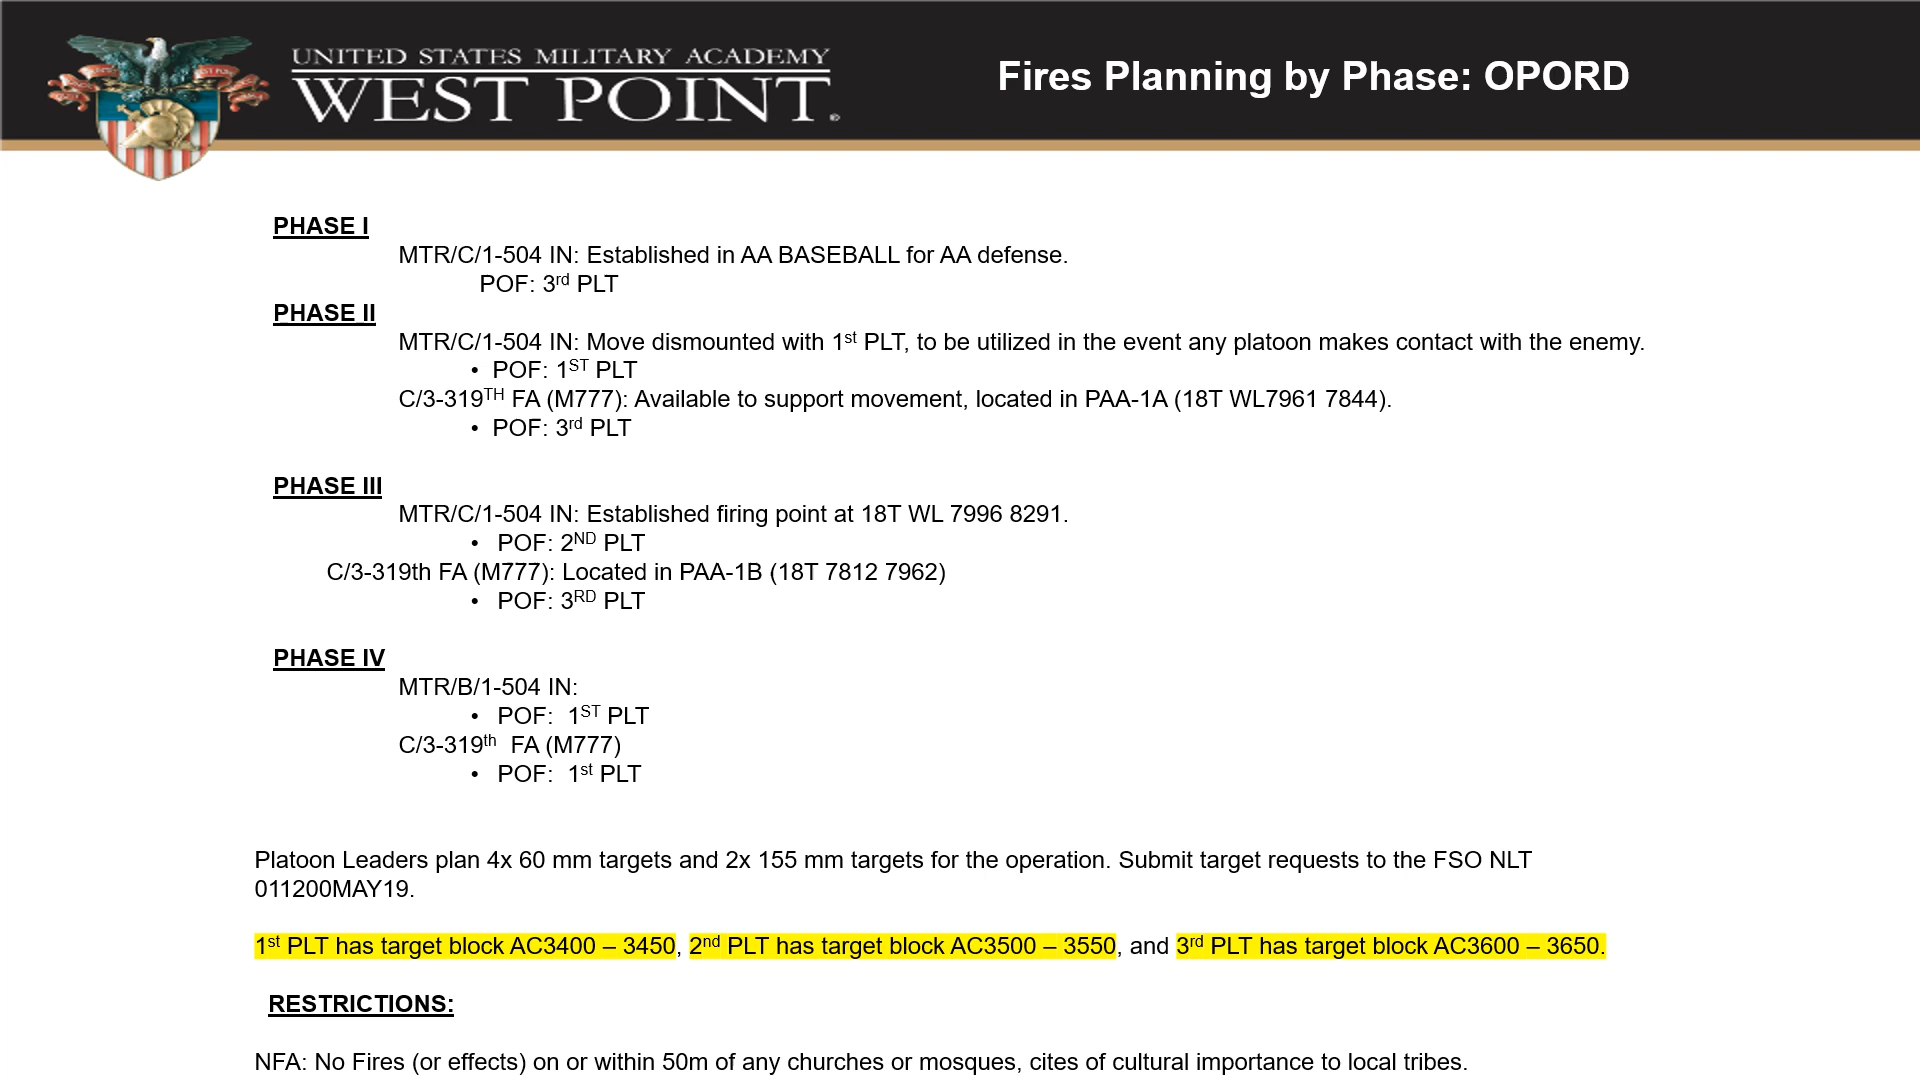 UNITED STATES MILITARY ACADEMY
WEST POINT®
Fires Planning by Phase: OPORD
PHASE I
MTR/C/1-504 IN: Established in AA BASEBALL for AA defense.
POF: 3rd PLT
PHASE II
MTR/C/1-504 IN: Move dismounted with 1st PLT, to be utilized in the event any platoon makes contact with the enemy.
• POF: 1ST PLT
C/3-319TH FA (M777): Available to support movement, located in PAA-1A (18T WL7961 7844).
• POF: 3rd PLT
PHASE III
MTR/C/1-504 IN: Established firing point at 18T WL 7996 8291.
• POF: 2ND PLT
C/3-319th FA (M777): Located in PAA-1B (18T 7812 7962)
• POF: 3RD PLT
PHASE IV
MTR/B/1-504 IN:
• POF: 1ST PLT
C/3-319th FA (M777)
• POF: 1st PLT
Platoon Leaders plan 4x 60 mm targets and 2x 155 mm targets for the operation. Submit target requests to the FSO NLT
011200MAY19.
1st PLT has target block AC3400 – 3450, 2nd PLT has target block AC3500 – 3550, and 3rd PLT has target block AC3600 – 3650.
RESTRICTIONS:
NFA: No Fires (or effects) on or within 50m of any churches or mosques, cites of cultural importance to local tribes.